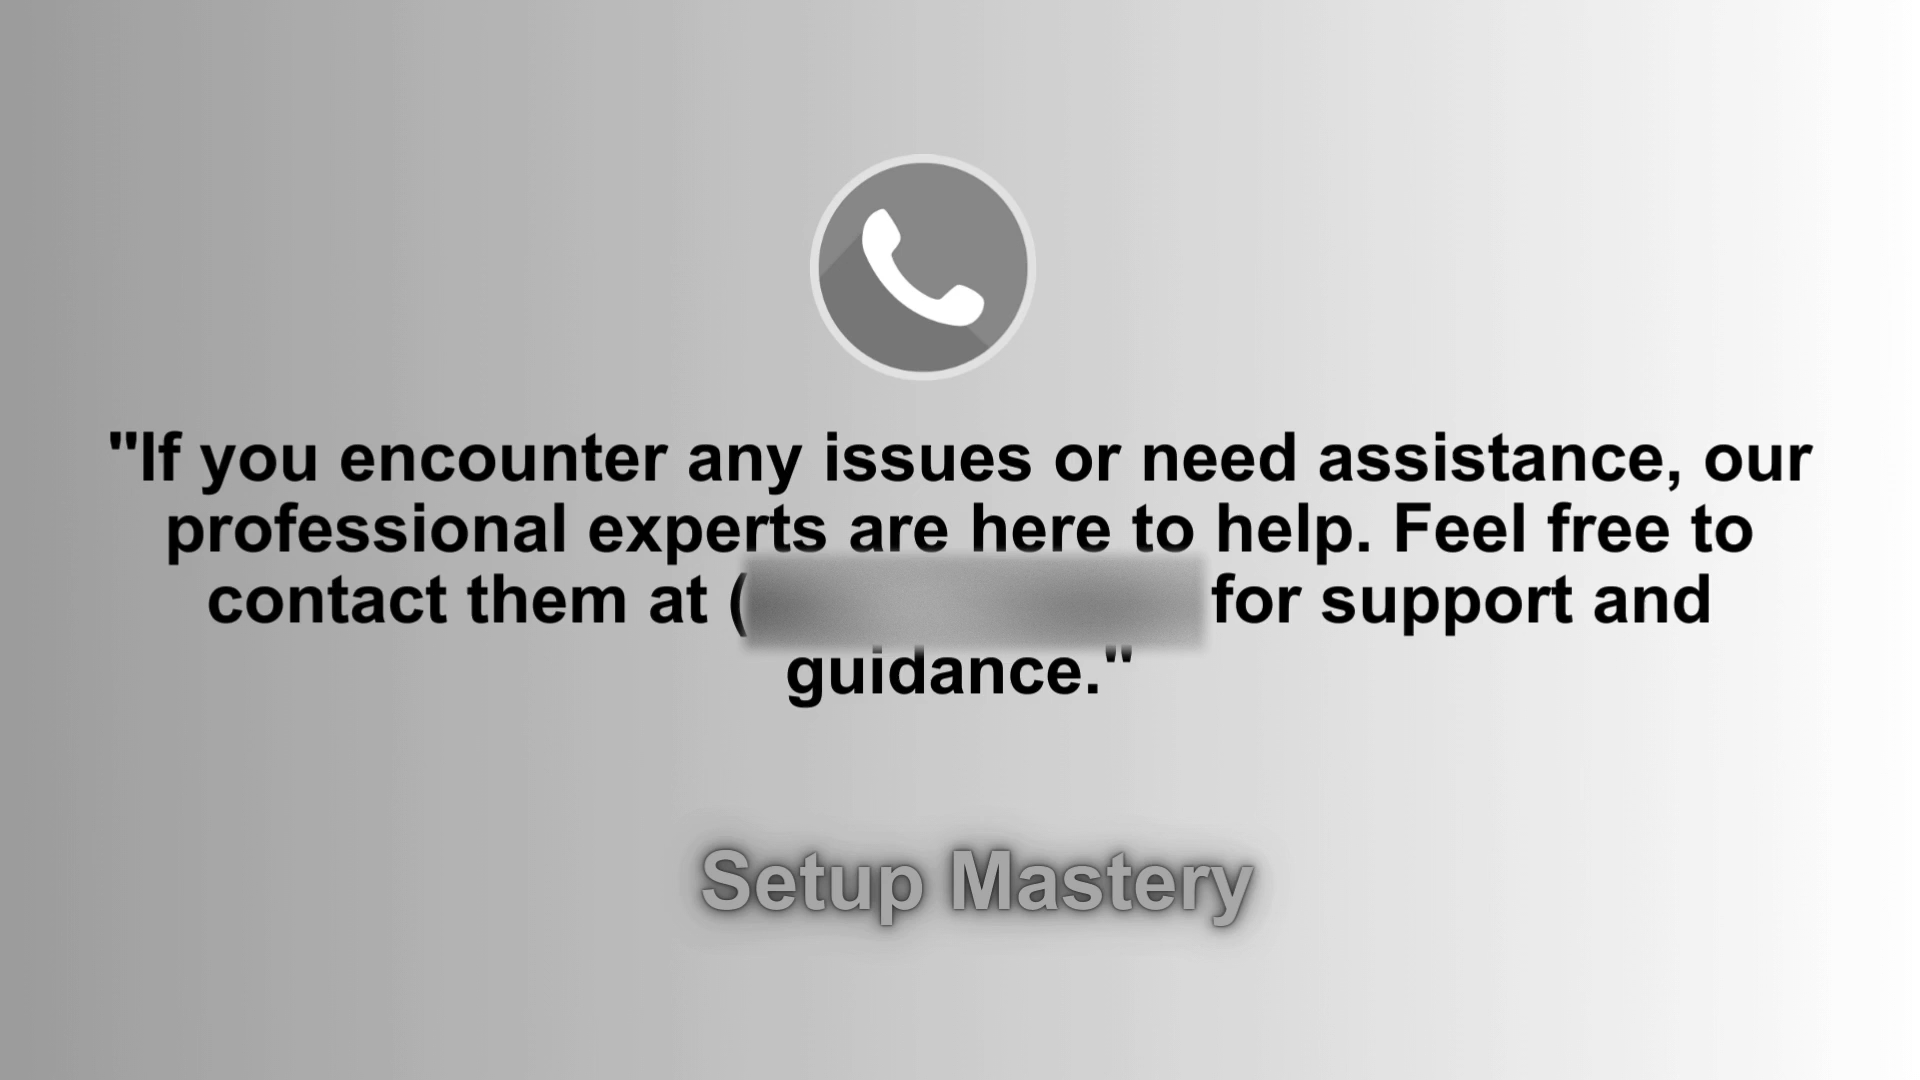 "If you encounter any issues or need assistance, our
professional experts are here to help. Feel free to
contact them at ( for support and
guidance."
Setup Mastery